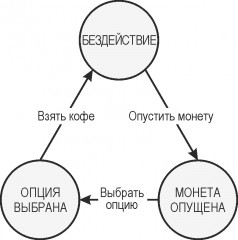 БЕЗДЕЙСТВИЕ
Взять кофе
Опустить монету
ОПЦИЯ
ВЫБРАНА
Выбрать
опцию
МОНЕТА
ОПУЩЕНА